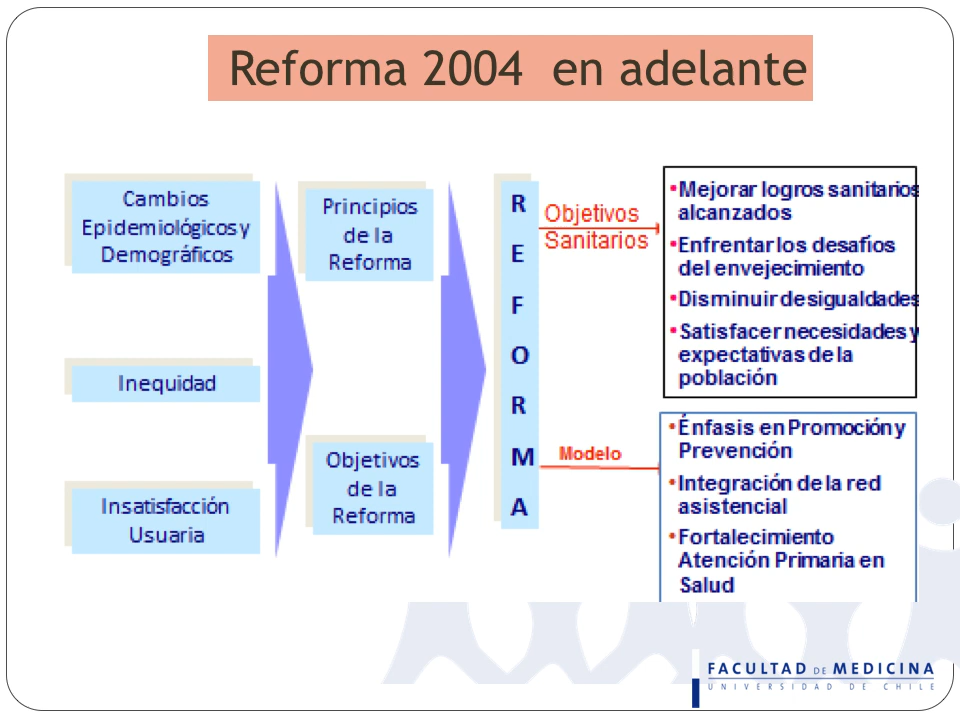 Reforma 2004 en adelante
Cambios
Epidemiológicos y
Demográficos
Inequidad
Insatisfacción
Usuaria
Principios
de la
Reforma
Objetivos
de la
Reforma
R
E
F
O
R
M
A
Objetivos
Sanitarios
•Mejorar logros sanitarios
alcanzados
•Enfrentar los desafíos
del envejecimiento
•Disminuir desigualdades
•Satisfacer necesidades y
expectativas de la
población
Modelo
•Énfasis en Promoción y
Prevención
•Integración de la red
asistencial
•Fortalecimiento
Atención Primaria en
Salud
FACULTAD DE MEDICINA
UNIVERSIDAD DE CHILE